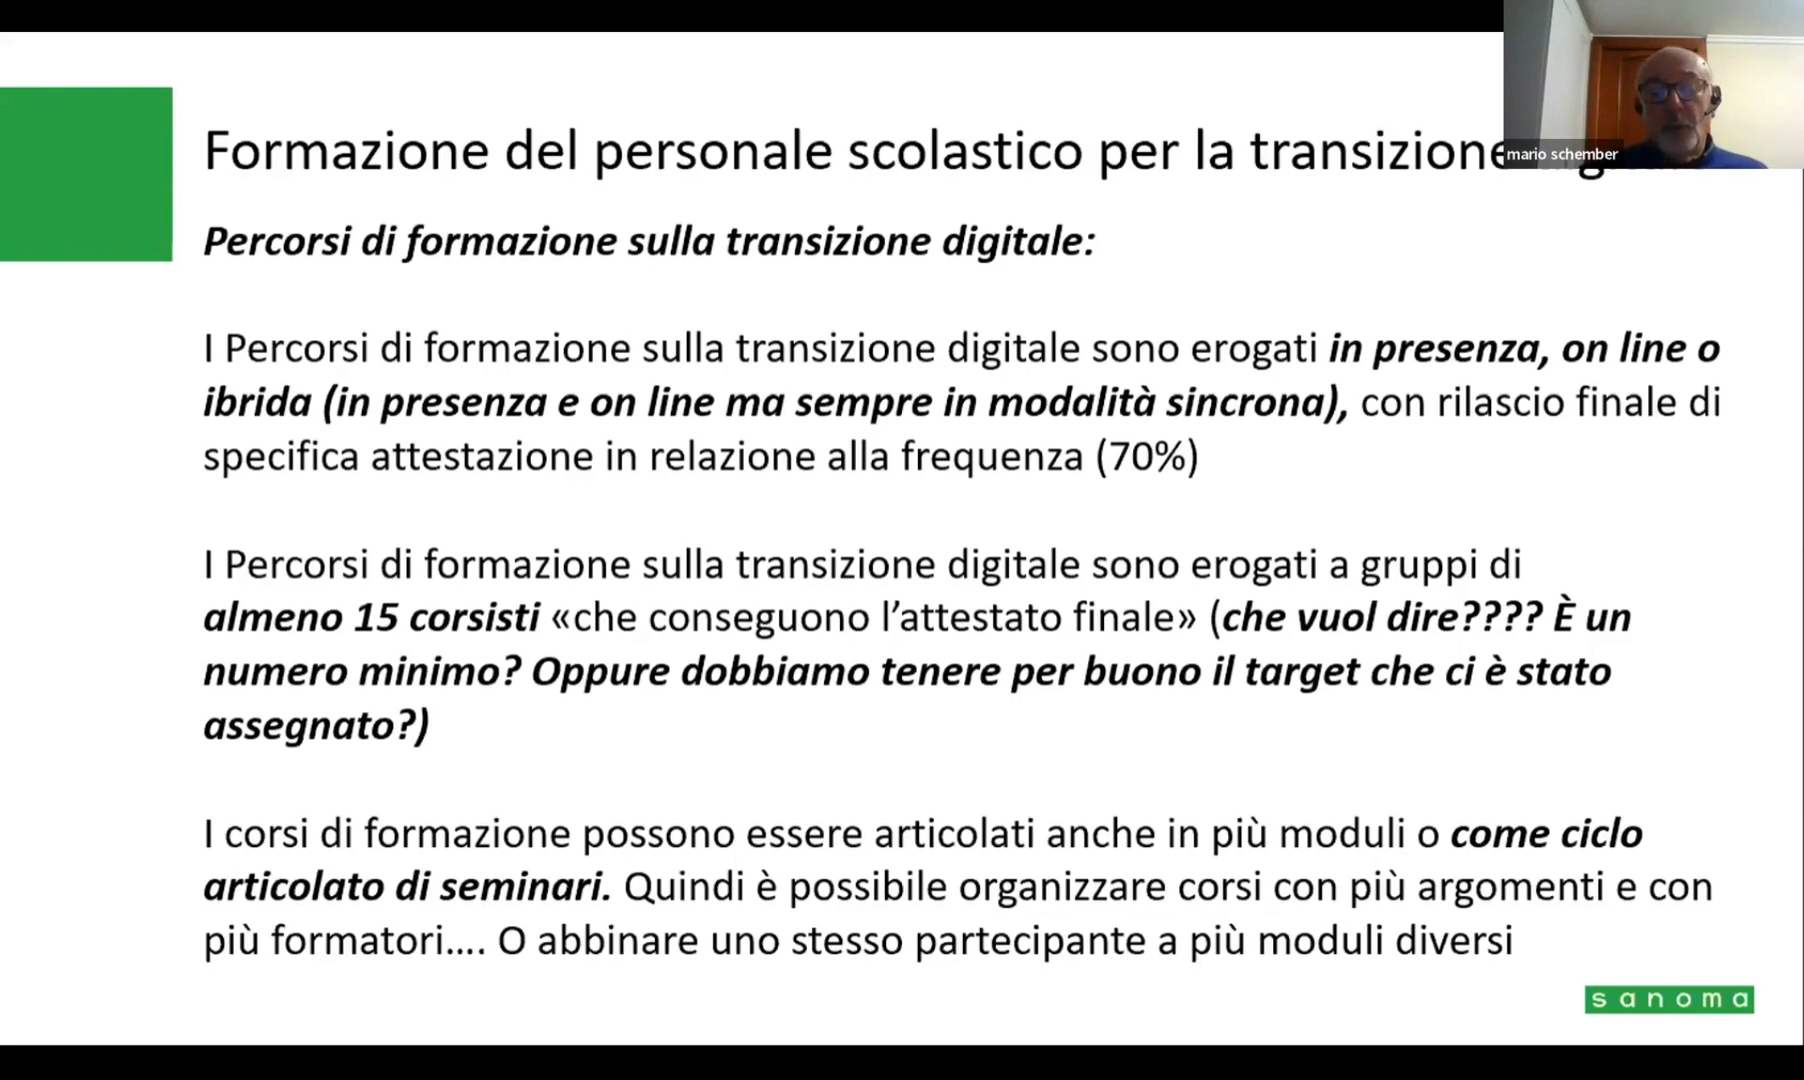 Formazione del personale scolastico per la transizione
mario schember
Percorsi di formazione sulla transizione digitale:
I Percorsi di formazione sulla transizione digitale sono erogati in presenza, on line o
ibrida (in presenza e on line ma sempre in modalità sincrona), con rilascio finale di
specifica attestazione in relazione alla frequenza (70%)
I Percorsi di formazione sulla transizione digitale sono erogati a gruppi di
almeno 15 corsisti «che conseguono l’attestato finale» (che vuol dire???? È un
numero minimo? Oppure dobbiamo tenere per buono il target che ci è stato
assegnato?)
I corsi di formazione possono essere articolati anche in più moduli o come ciclo
articolato di seminari. Quindi è possibile organizzare corsi con più argomenti e con
più formatori…. O abbinare uno stesso partecipante a più moduli diversi
sanoma